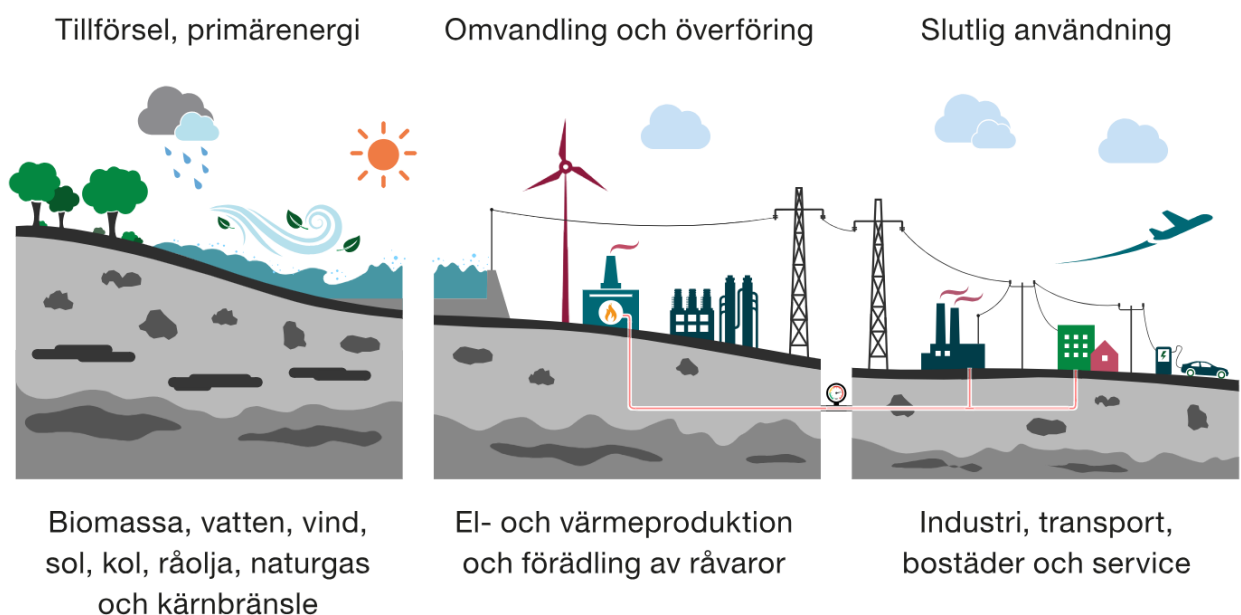 Tillförsel, primärenergi
Omvandling och överföring
Slutlig användning
Biomassa, vatten, vind,
sol, kol, råolja, naturgas
och kärnbränsle
El- och värmeproduktion
och förädling av råvaror
Industri, transport,
bostäder och service